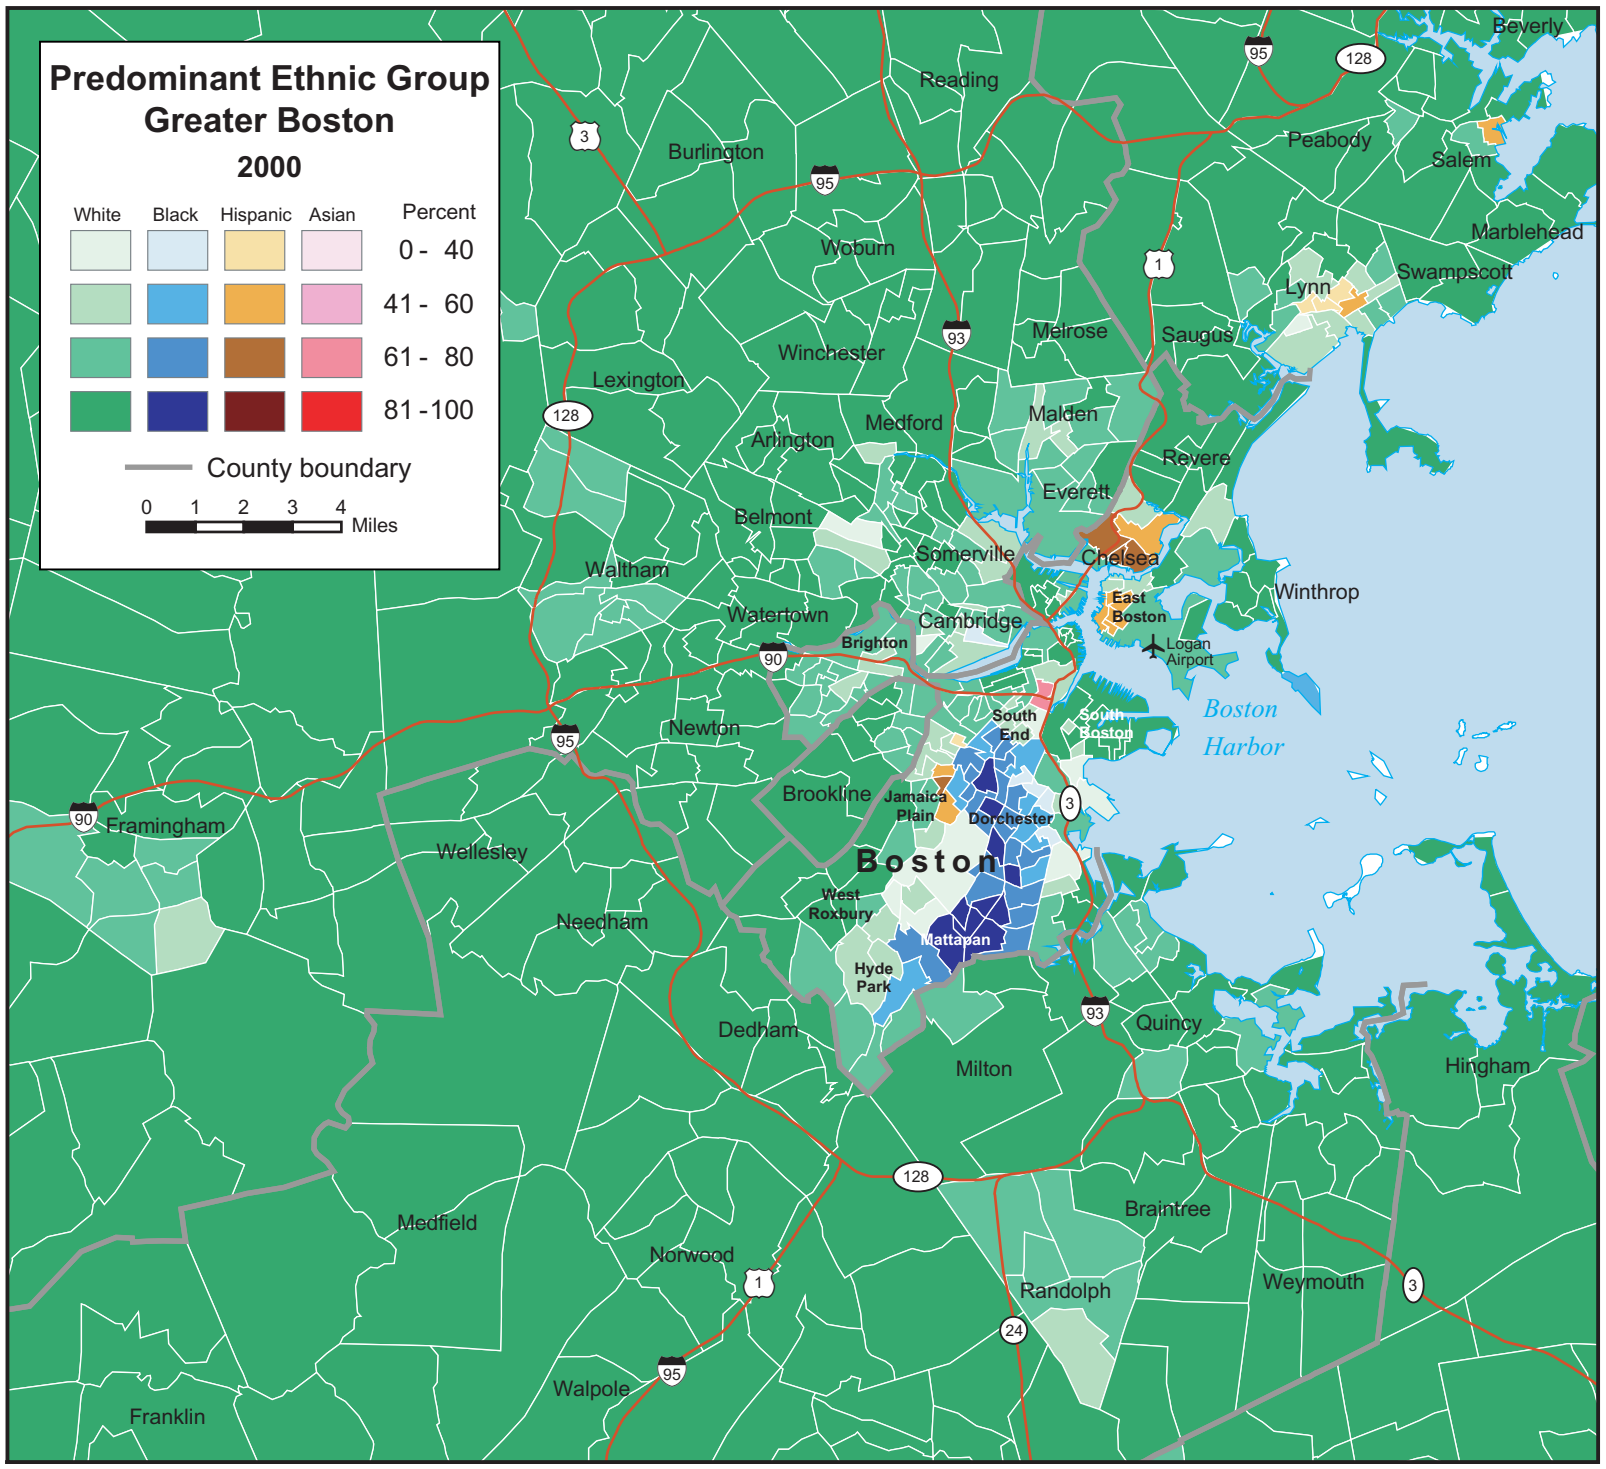 Predominant Ethnic Group
Greater Boston
2000
White Black Hispanic Asian Percent
0 - 40
41 - 60
61 - 80
81 -100
County boundary
0 1 2 3 4
Miles
Beverly
95
128
Reading
3
Peabody
Burlington
Salem
95
Marblehead
Woburn
1
Swampscott
Lynn
Melrose
93
Saugus
Winchester
Lexington
128
Malden
Medford
Arlington
Revere
Everett
Belmont
Somerville
Chelsea
Waltham
Winthrop
East
Boston
Watertown
Cambridge
Brighton
Logan
Airport
90
Boston
Harbor
South
End
South
Boston
Newton
95
Brookline
Jamaica
Plain
3
Dorchester
90
Framingham
Wellesley
Boston
West
Roxbury
Needham
Mattapan
Hyde
Park
93
Quincy
Dedham
Milton
Hingham
128
Braintree
Medfield
Norwood
1
Randolph
Weymouth
3
24
95
Walpole
Franklin